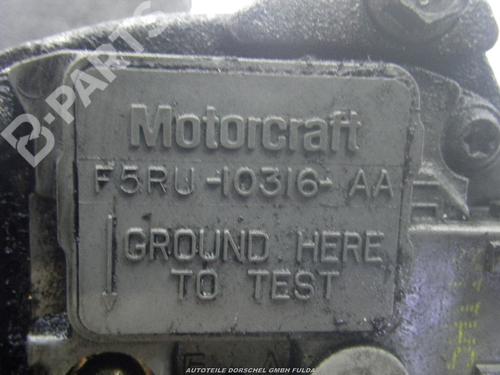 Motorcraft
F5RU-10316-AA
GROUND HERE
TO TEST
B-PARTS
AUTOTEILE DORSCHEL GMBH FULDA